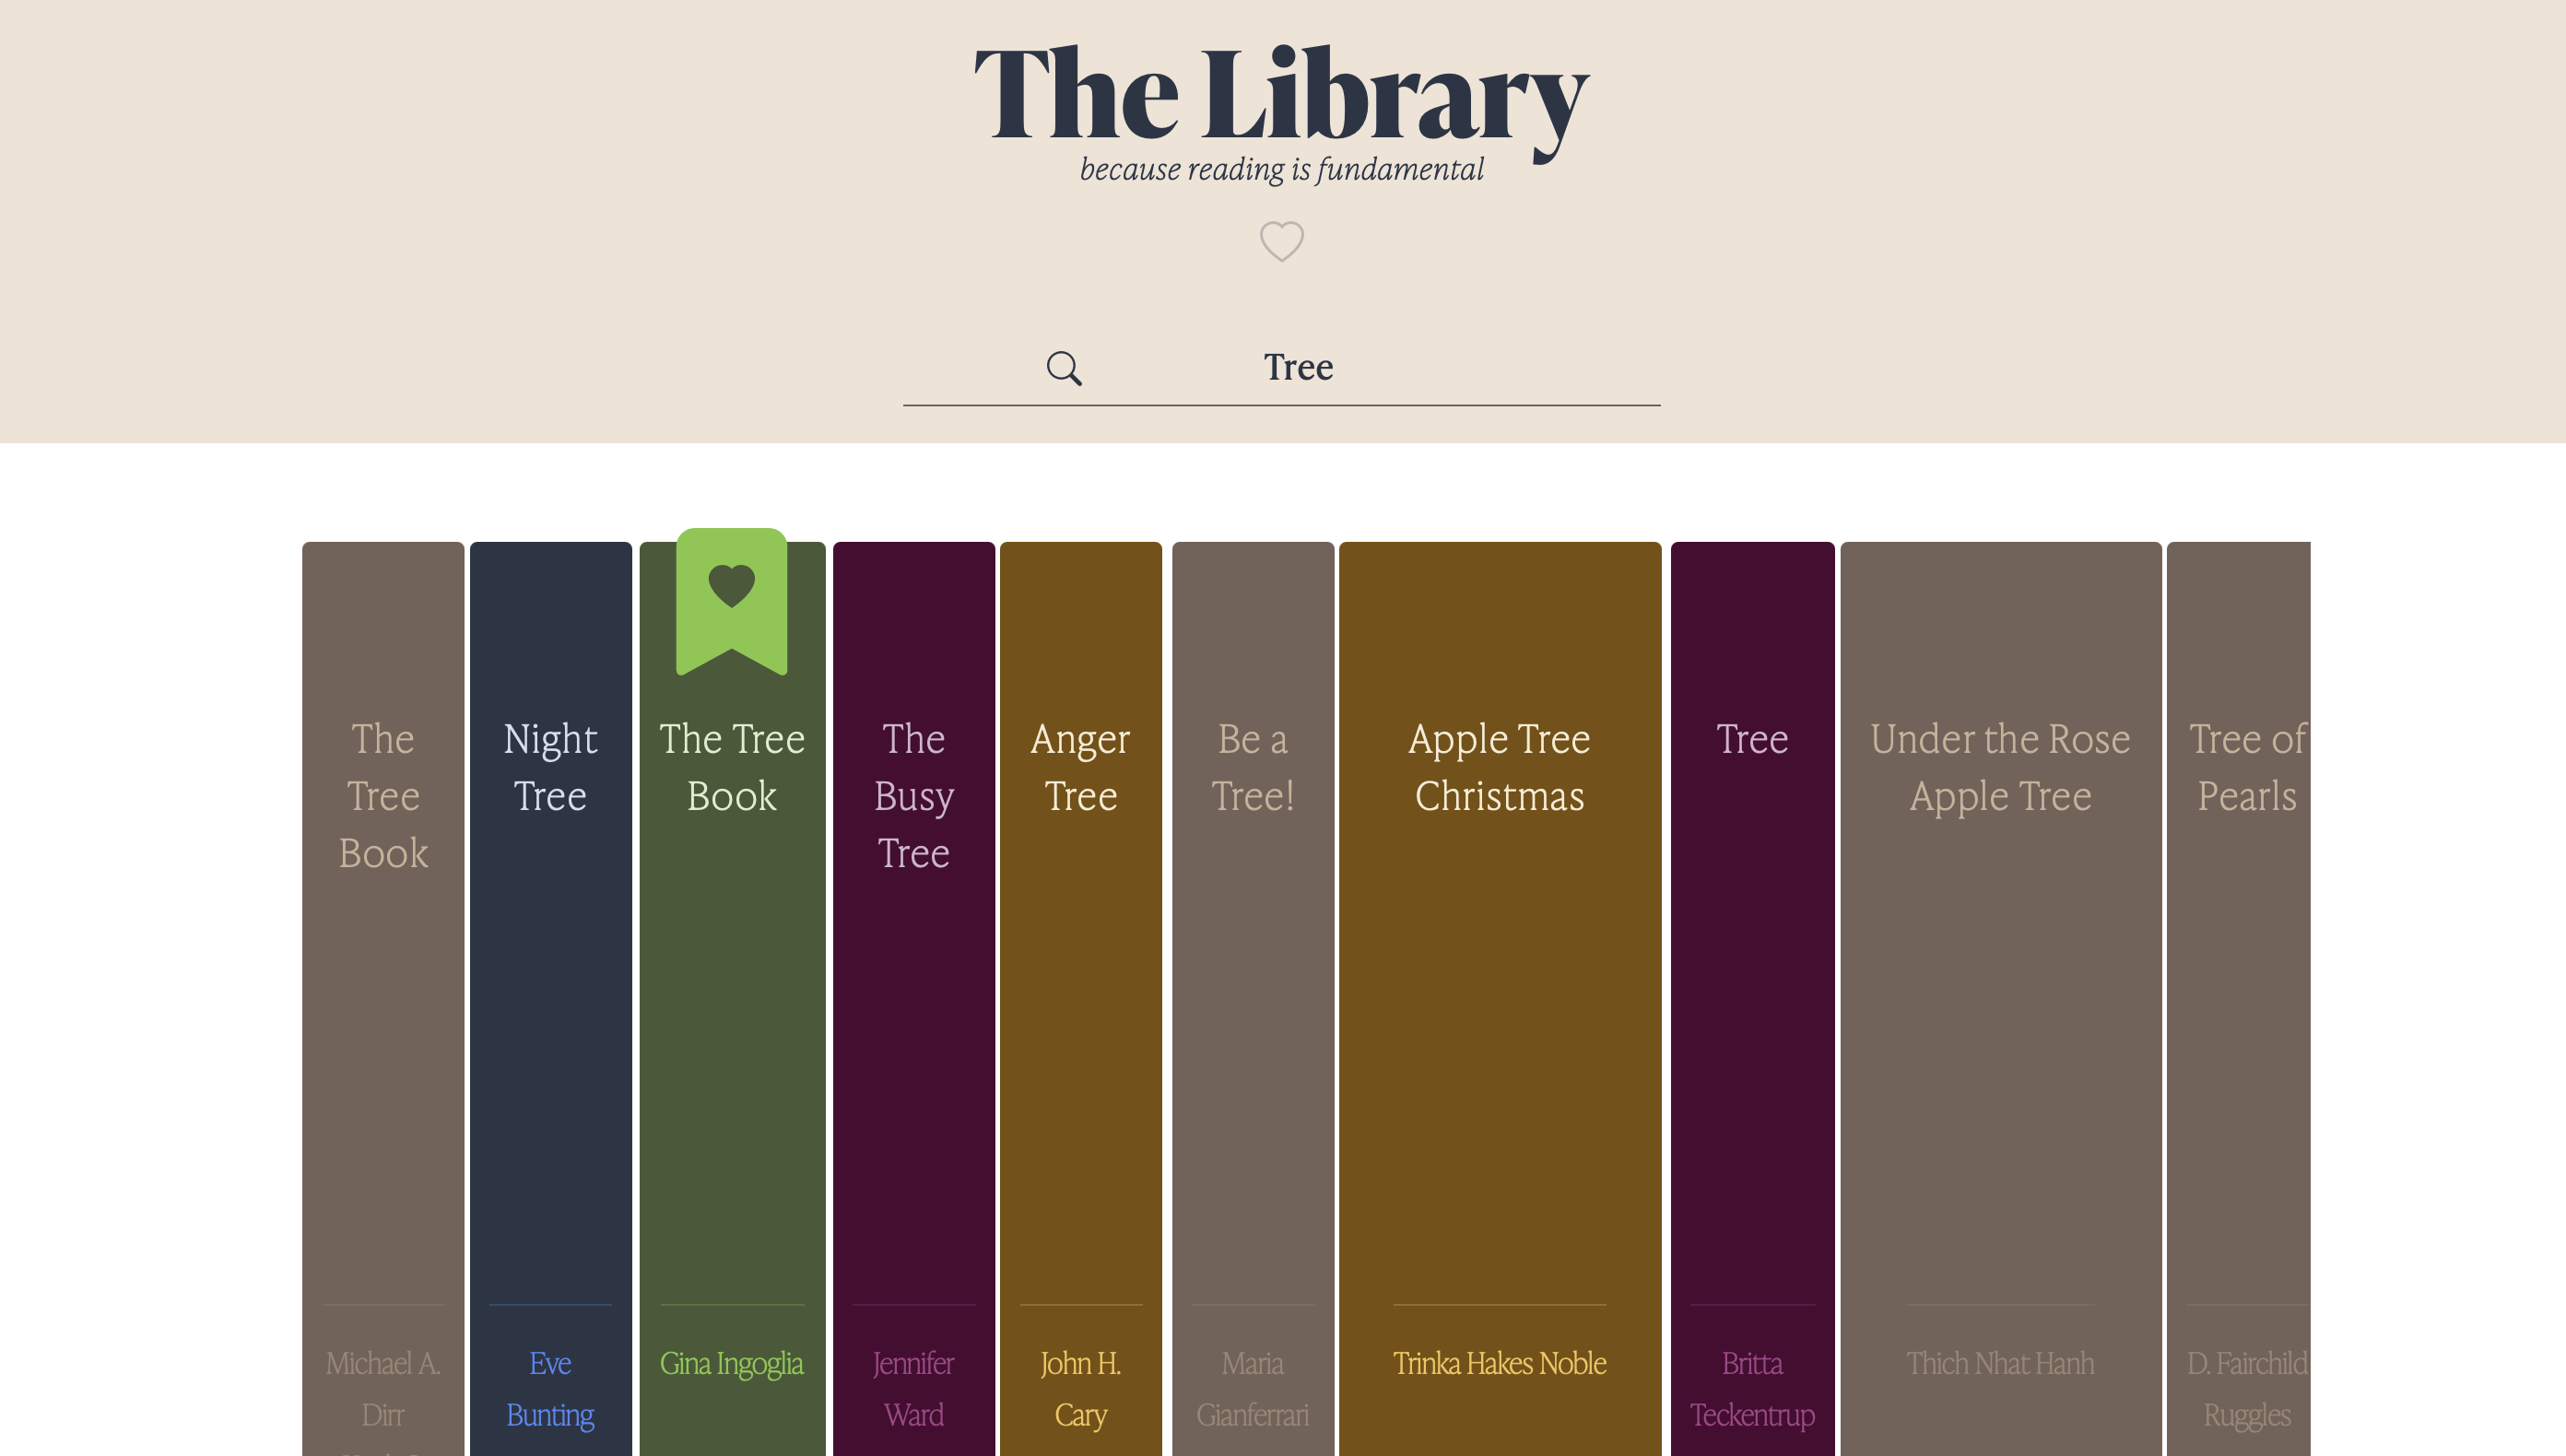 The Library
because reading is fundamental
Tree
The
Tree
Book
Michael A.
Dirr
Night
Tree
Eve
Bunting
The Tree
Book
Gina Ingoglia
The
Busy
Tree
Jennifer
Ward
Anger
Tree
John H.
Cary
Be a
Tree!
Maria
Gianferrari
Apple Tree
Christmas
Trinka Hakes Noble
Tree
Britta
Teckentrup
Under the Rose
Apple Tree
Thich Nhat Hanh
Tree of
Pearls
D. Fairchild
Ruggles